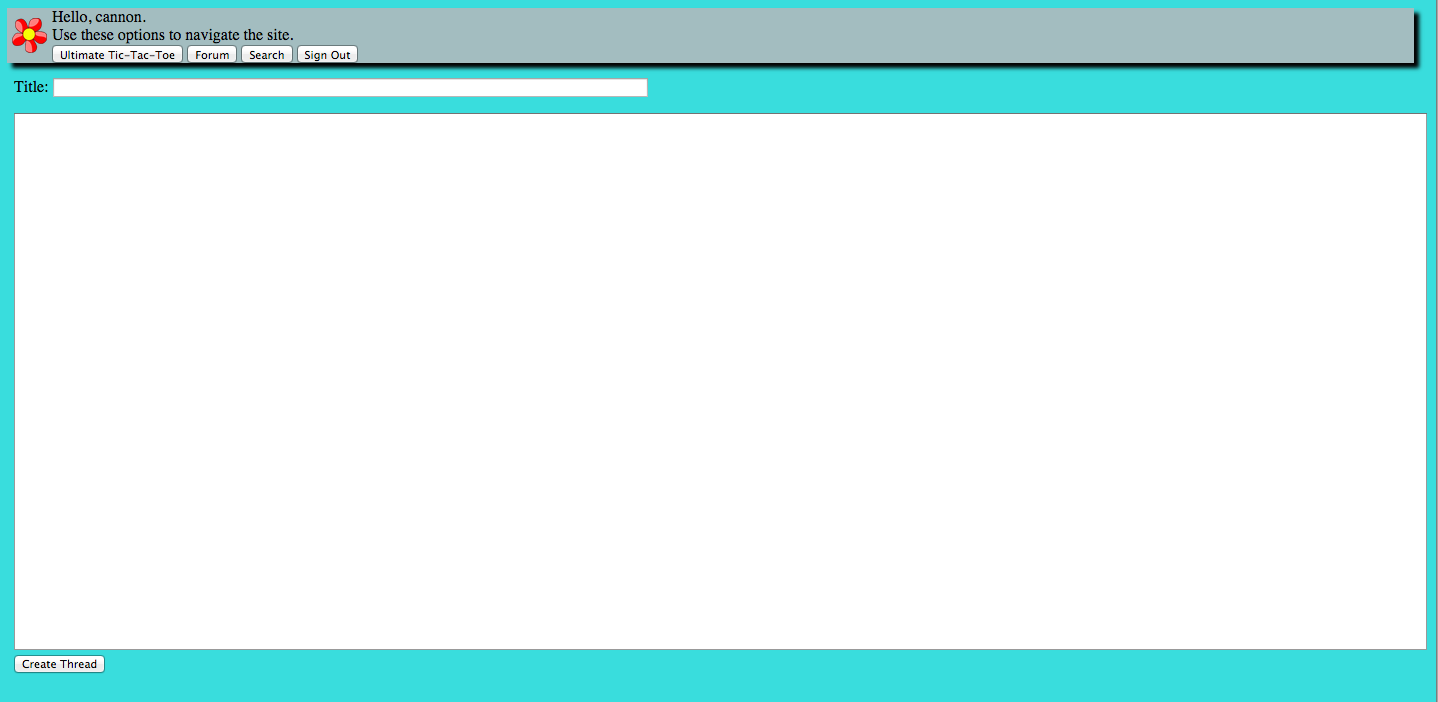 Hello, cannon.
Use these options to navigate the site.
Ultimate Tic-Tac-Toe Forum Search Sign Out
Title:
Create Thread